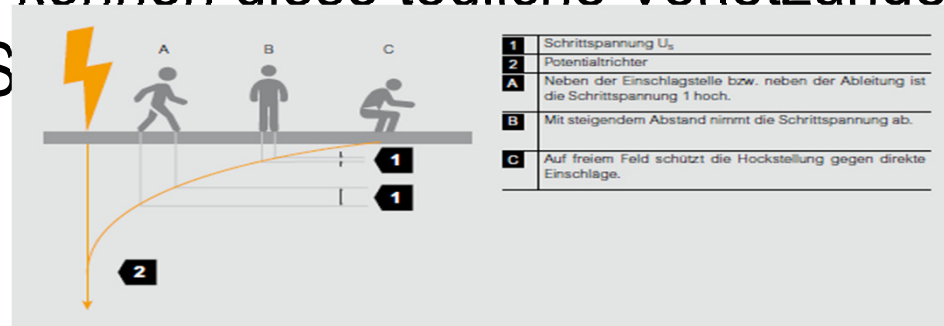 können diese tödliche Verletzunge
S
A B C
1 Schrittspannung Us
2 Potentialtrichter
A Neben der Einschlagstelle bzw. neben der Ableitung ist
die Schrittspannung 1 hoch.
B Mit steigendem Abstand nimmt die Schrittspannung ab.
C Auf freiem Feld schützt die Hockstellung gegen direkte
Einschläge.
1
1
2